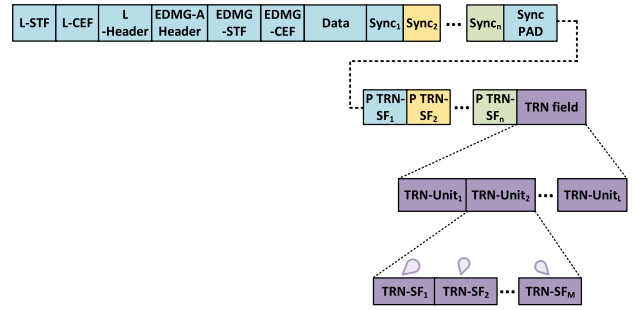 L-STF L-CEF L -Header EDMG-A Header EDMG -STF EDMG -CEF Data Sync1 Sync2 ••• Syncn Sync PAD
P TRN- SF1 P TRN- SF2 ••• P TRN- SFn TRN field
TRN-Unit1 TRN-Unit2 ••• TRN-UnitL
TRN-SF1 TRN-SF2 ••• TRN-SFM